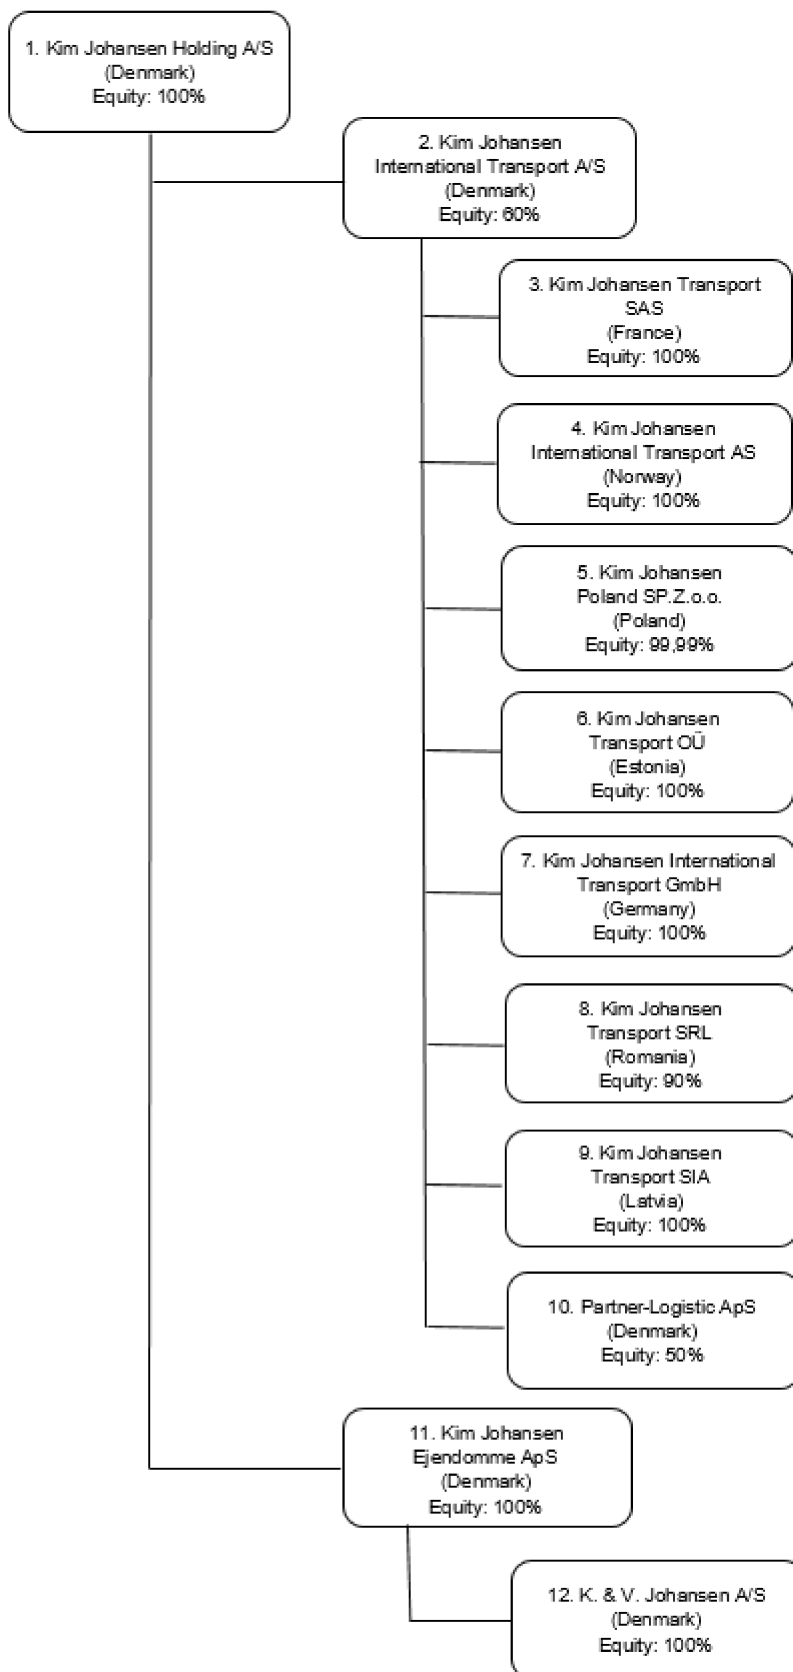 1. Kim Johansen Holding A/S
(Denmark)
Equity: 100%
2. Kim Johansen
International Transport A/S
(Denmark)
Equity: 60%
3. Kim Johansen Transport
SAS
(France)
Equity: 100%
4. Kim Johansen
International Transport AS
(Norway)
Equity: 100%
5. Kim Johansen
Poland SP.Z.o.o.
(Poland)
Equity: 99,99%
6. Kim Johansen
Transport OÜ
(Estonia)
Equity: 100%
7. Kim Johansen International
Transport GmbH
(Germany)
Equity: 100%
8. Kim Johansen
Transport SRL
(Romania)
Equity: 90%
9. Kim Johansen
Transport SIA
(Latvia)
Equity: 100%
10. Partner-Logistic ApS
(Denmark)
Equity: 50%
11. Kim Johansen
Ejendomme ApS
(Denmark)
Equity: 100%
12. K. & V. Johansen A/S
(Denmark)
Equity: 100%